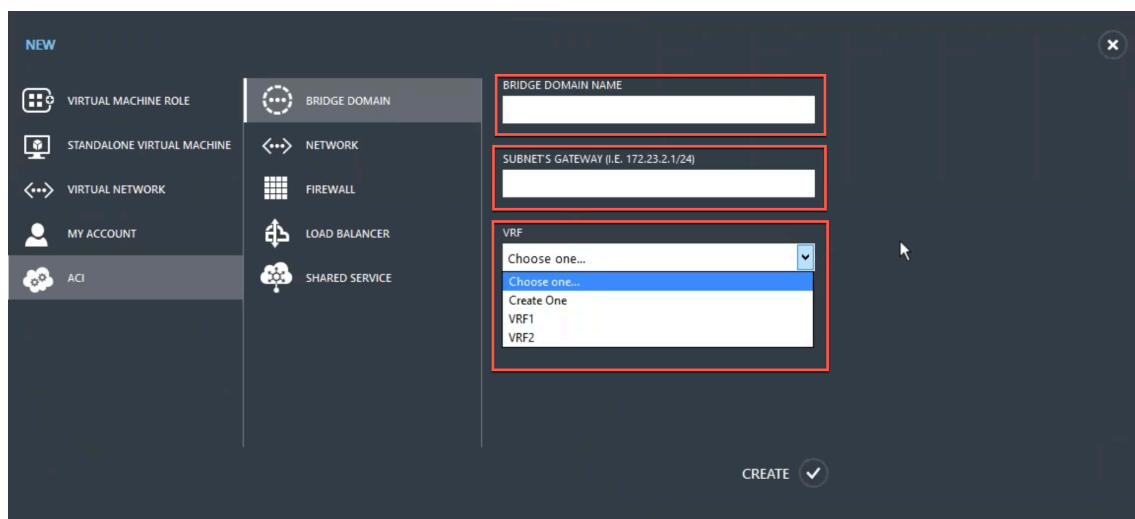 NEW
VIRTUAL MACHINE ROLE
STANDALONE VIRTUAL MACHINE
VIRTUAL NETWORK
MY ACCOUNT
ACI
BRIDGE DOMAIN
NETWORK
FIREWALL
LOAD BALANCER
SHARED SERVICE
BRIDGE DOMAIN NAME
SUBNET'S GATEWAY (I.E. 172.23.2.1/24)
VRF
Choose one...
Choose one...
Create One
VRF1
VRF2
CREATE